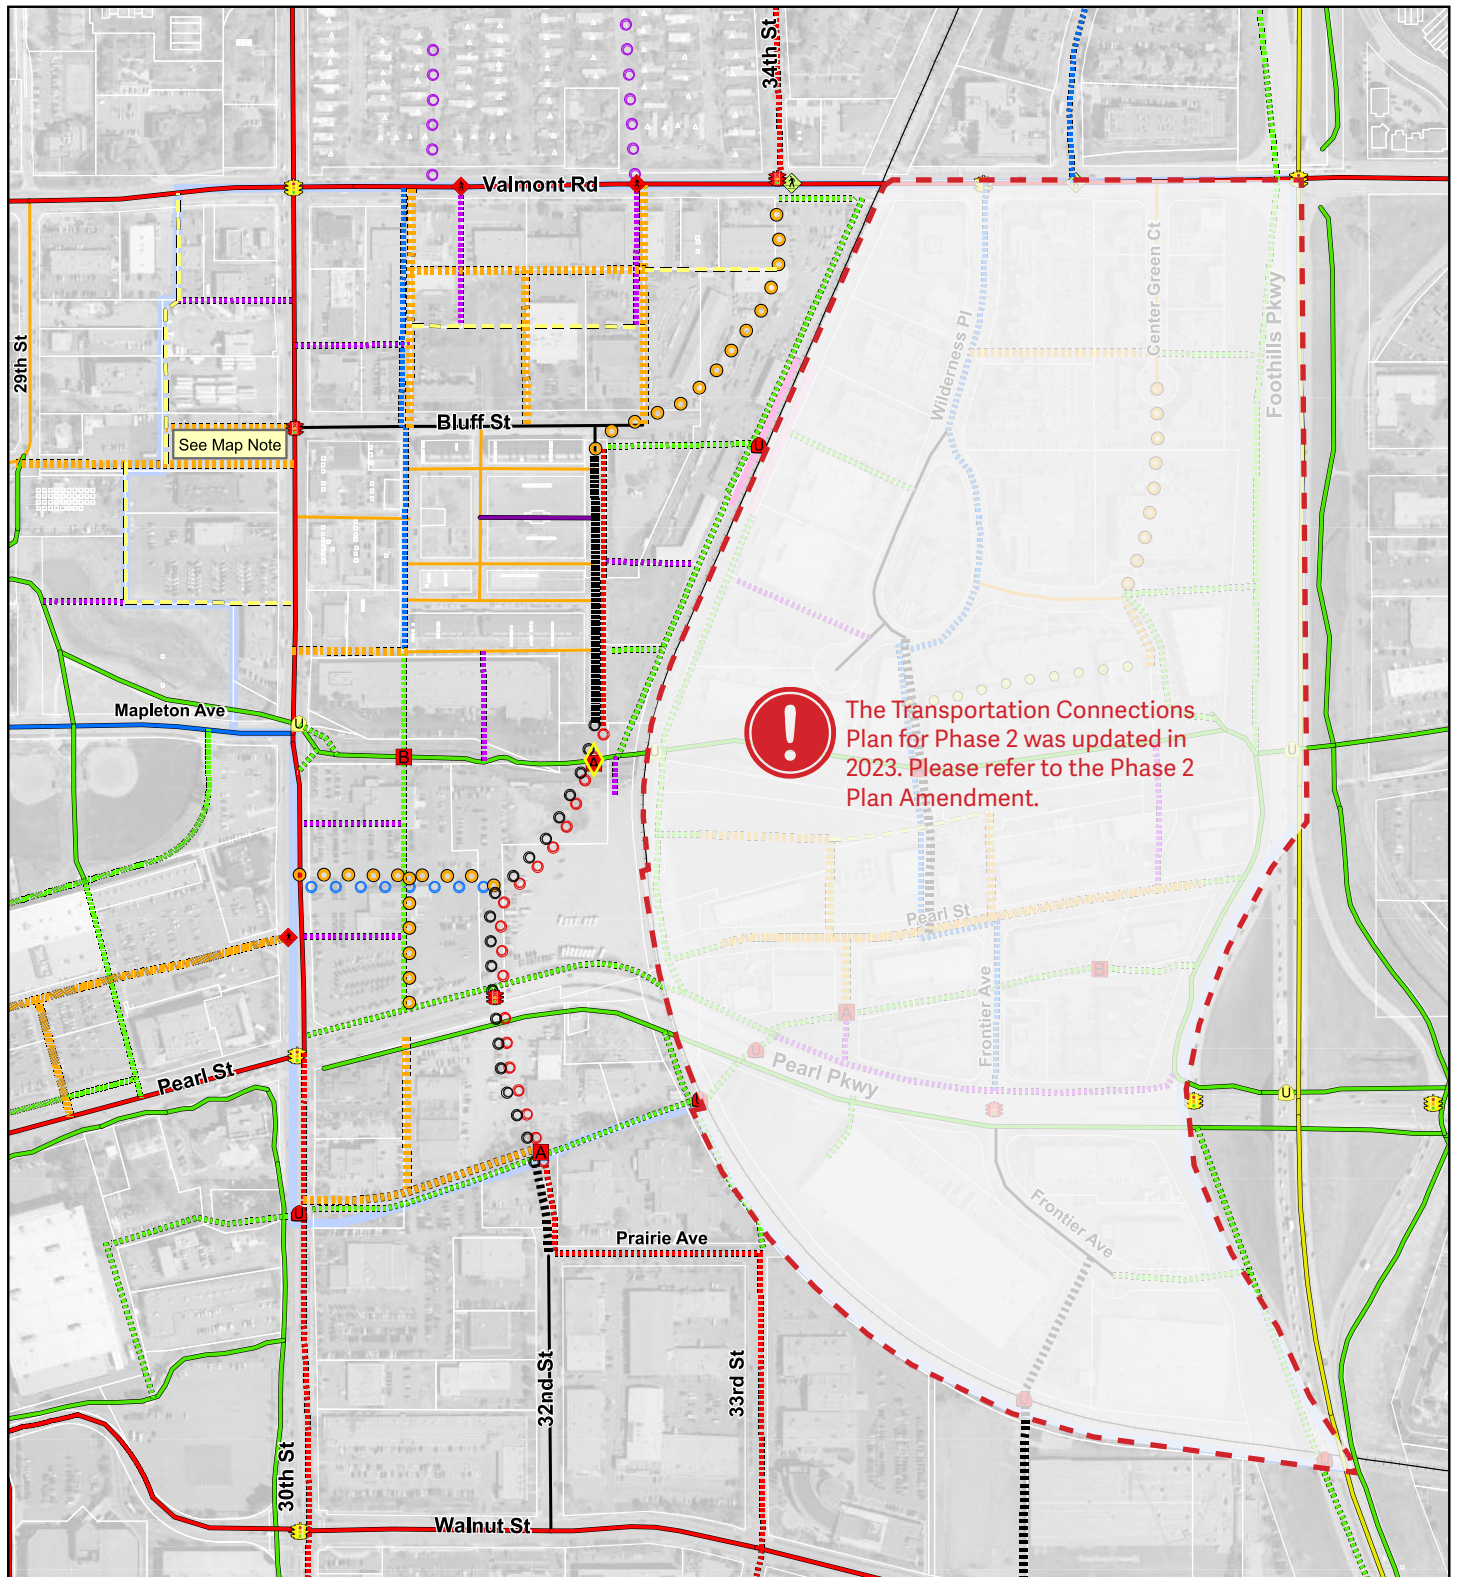 34th St
Valmont Rd
29th St
Wilderness Pl
Center Green Ct
Foothills Pkwy
See Map Note
Bluff St
U
Mapleton Ave
U
U
U
B
A
The Transportation Connections
Plan for Phase 2 was updated in
2023. Please refer to the Phase 2
Plan Amendment.
Pearl St
B
A
Frontier Ave
U
Pearl St
Pearl Pkwy
U
U
A
U
Frontier Ave
Prairie Ave
32nd St
33rd St
U
30th St
U
Walnut St